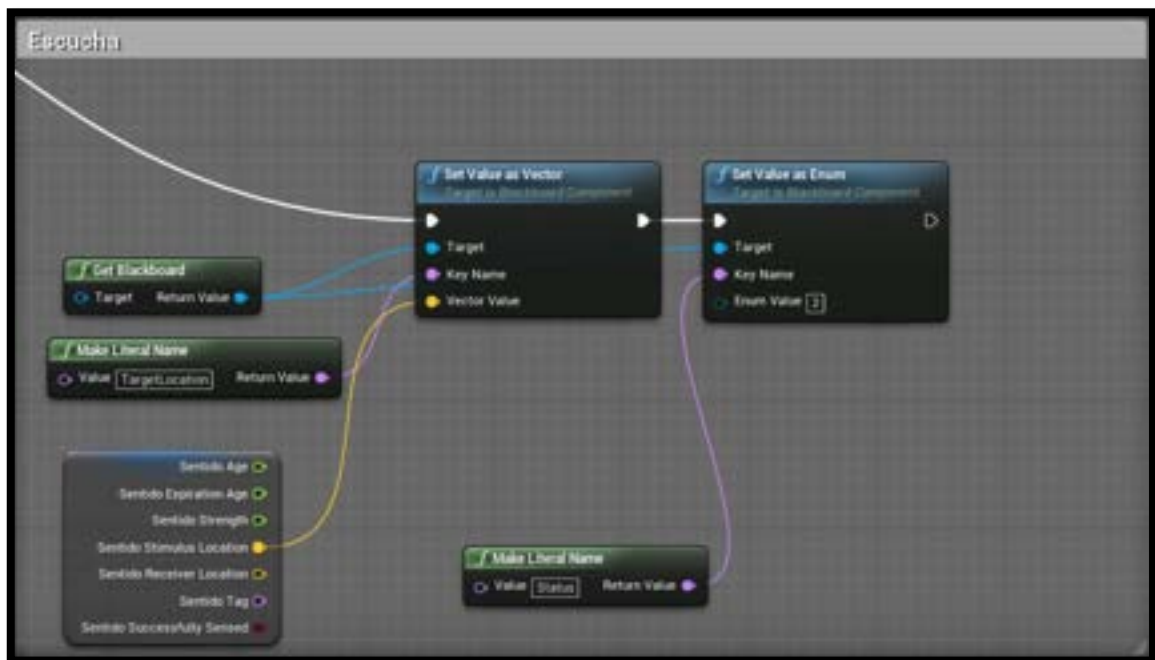 Escucha
Set Value as Vector
Target is Blackboard Component
Target
Key Name
Vector Value
Set Value as Enum
Target is Blackboard Component
Target
Key Name
Enum Value 2
Get Blackboard
Target Return Value
Make Literal Name
Value TargetLocation Return Value
Sentido Age
Sentido Expiration Age
Sentido Strength
Sentido Stimulus Location
Sentido Receiver Location
Sentido Tag
Sentido Successfully Sensed
Make Literal Name
Value Status Return Value